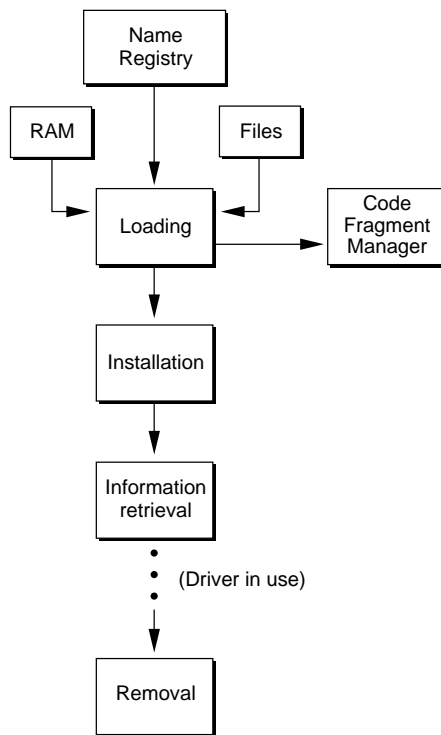 Name
Registry
RAM
Files
Loading
Code
Fragment
Manager
Installation
Information
retrieval
(Driver in use)
Removal